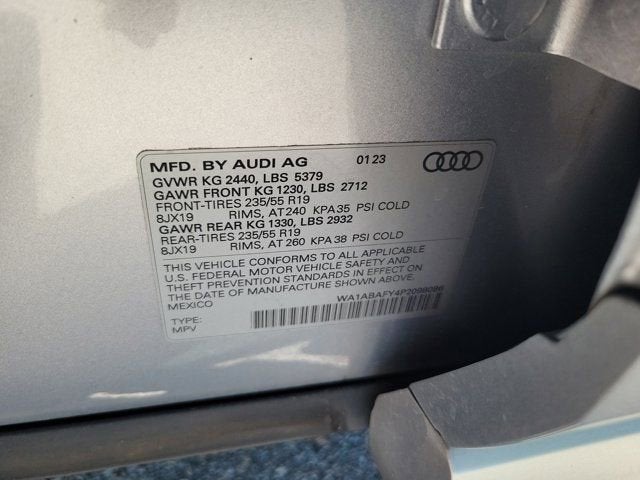 MFD. BY AUDI AG 01 23
GVWR KG 2440, LBS 5379
GAWR FRONT KG 1230, LBS 2712
FRONT-TIRES 235/55 R19
8JX19 RIMS, AT 240 KPA 35 PSI COLD
GAWR REAR KG 1330, LBS 2932
REAR-TIRES 235/55 R19
8JX19 RIMS, AT 260 KPA 38 PSI COLD
THIS VEHICLE CONFORMS TO ALL APPLICABLE
U.S. FEDERAL MOTOR VEHICLE SAFETY AND
THEFT PREVENTION STANDARDS IN EFFECT ON
THE DATE OF MANUFACTURE SHOWN ABOVE.
MEXICO
WA1ABAFY4P2098086
TYPE:
MPV